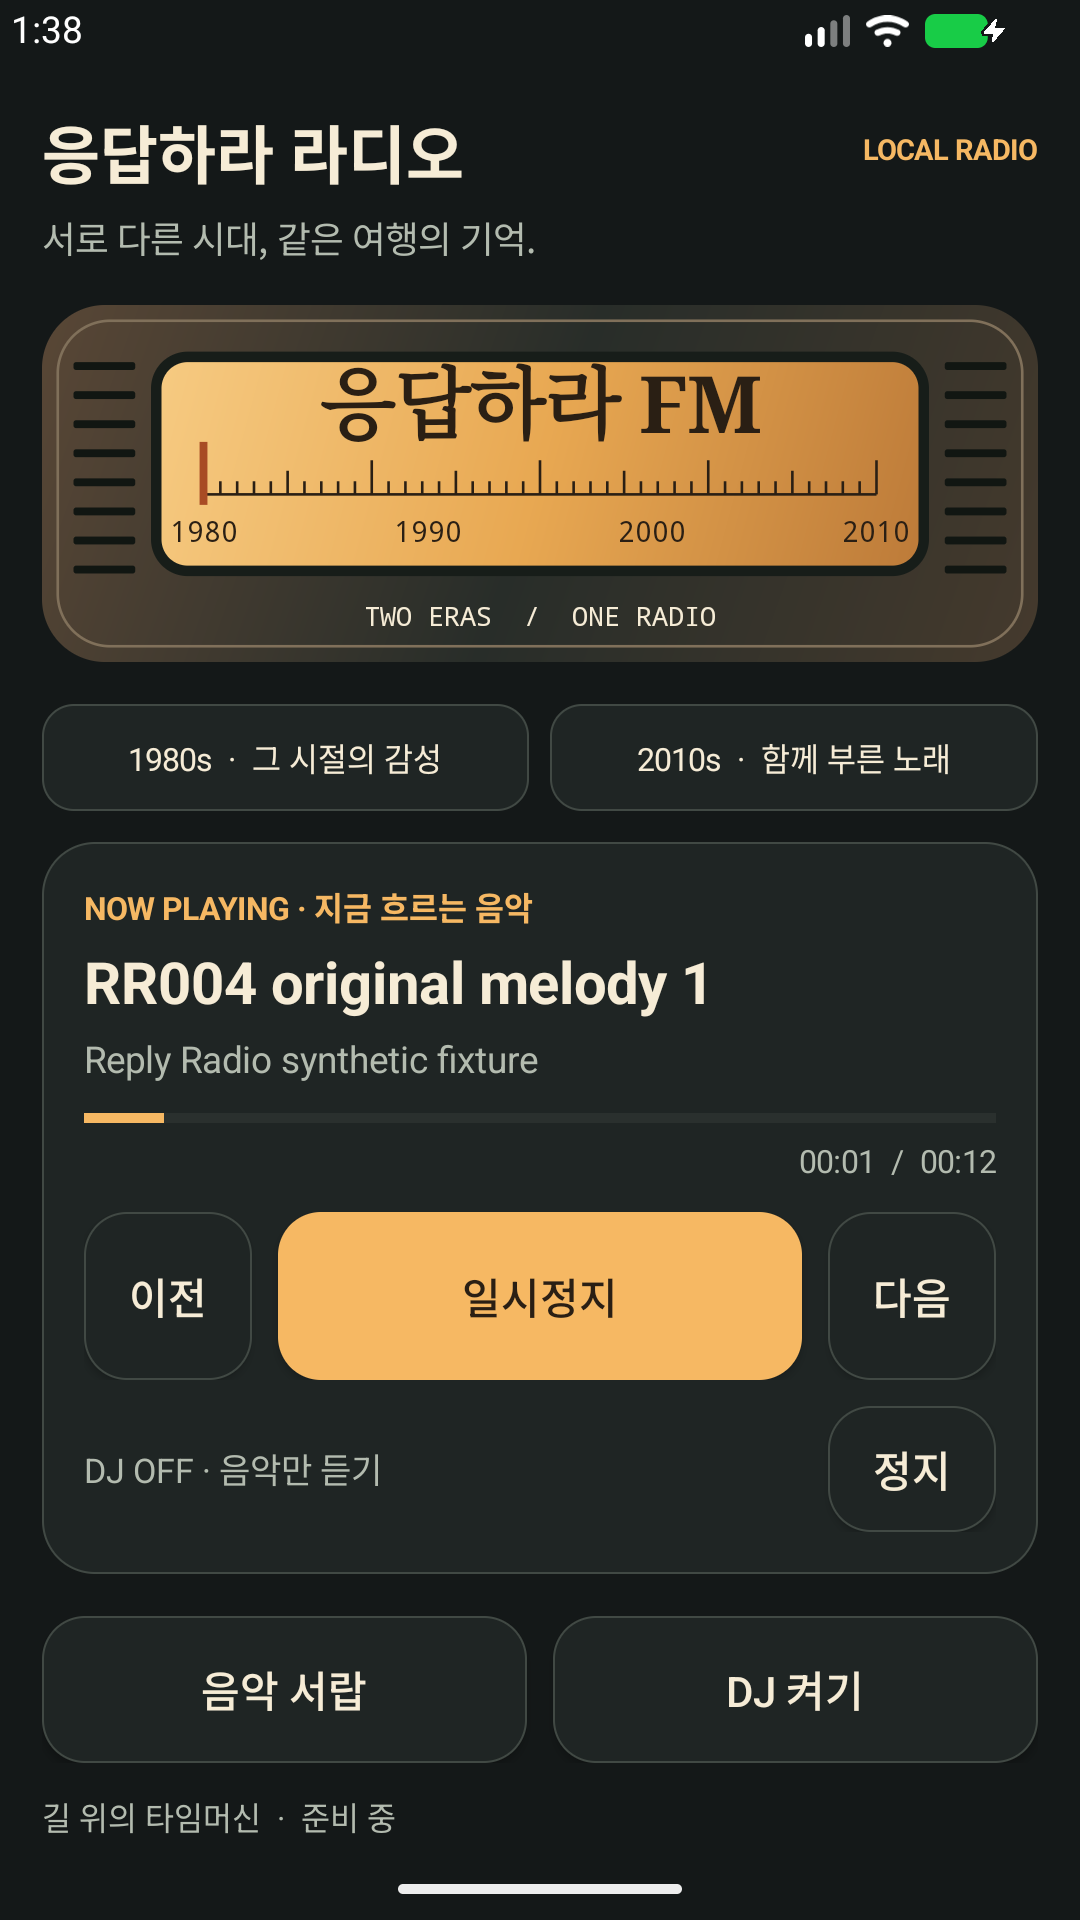 1:38
응답하라 라디오
LOCAL RADIO
서로 다른 시대, 같은 여행의 기억.
응답하라 FM
1980 1990 2000 2010
TWO ERAS / ONE RADIO
1980s · 그 시절의 감성
2010s · 함께 부른 노래
NOW PLAYING · 지금 흐르는 음악
RR004 original melody 1
Reply Radio synthetic fixture
00:01 / 00:12
이전
일시정지
다음
DJ OFF · 음악만 듣기
정지
음악 서랍
DJ 켜기
길 위의 타임머신 · 준비 중